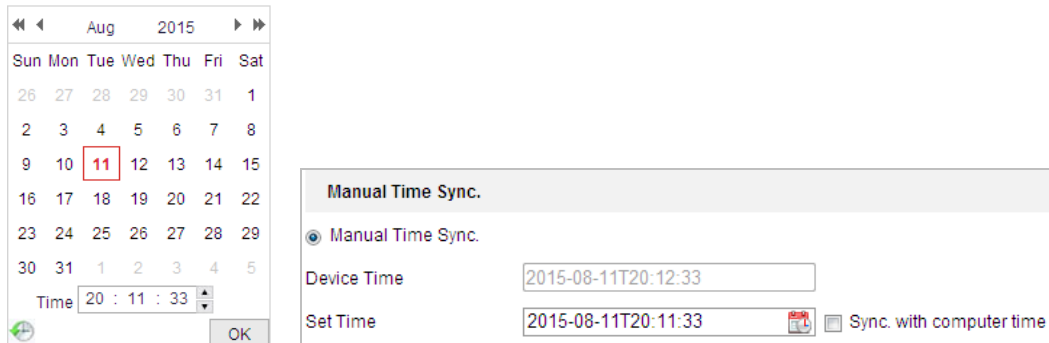 Aug 2015
Sun Mon Tue Wed Thu Fri Sat
26 27 28 29 30 31 1
2 3 4 5 6 7 8
9 10 11 12 13 14 15
16 17 18 19 20 21 22
23 24 25 26 27 28 29
30 31 1 2 3 4 5
Time 20 : 11 : 33
OK
Manual Time Sync.
Manual Time Sync.
Device Time 2015-08-11T20:12:33
Set Time 2015-08-11T20:11:33 Sync. with computer time